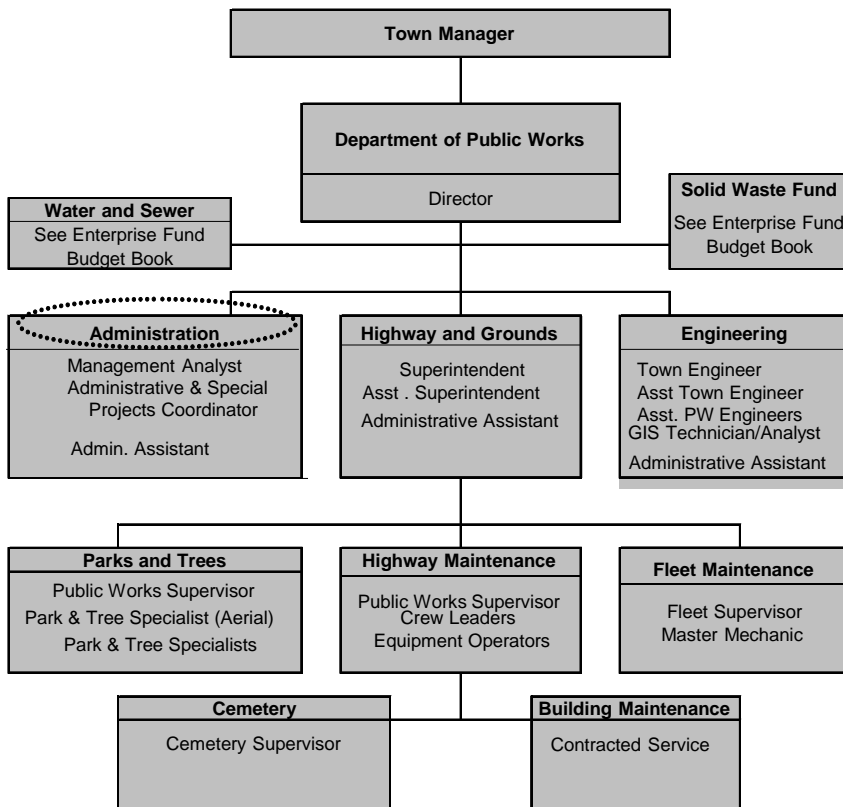 Town Manager
Department of Public Works
Director
Water and Sewer
See Enterprise Fund
Budget Book
Solid Waste Fund
See Enterprise Fund
Budget Book
Administration
Management Analyst
Administrative & Special
Projects Coordinator
Admin. Assistant
Highway and Grounds
Superintendent
Asst . Superintendent
Administrative Assistant
Engineering
Town Engineer
Asst Town Engineer
Asst. PW Engineers
GIS Technician/Analyst
Administrative Assistant
Parks and Trees
Public Works Supervisor
Park & Tree Specialist (Aerial)
Park & Tree Specialists
Highway Maintenance
Public Works Supervisor
Crew Leaders
Equipment Operators
Fleet Maintenance
Fleet Supervisor
Master Mechanic
Cemetery
Cemetery Supervisor
Building Maintenance
Contracted Service